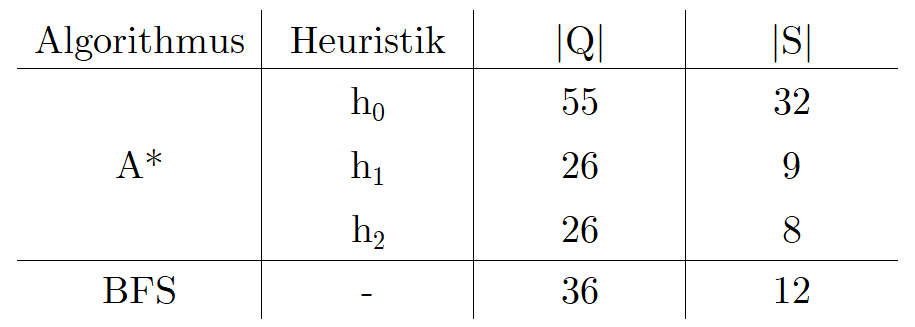 Algorithmus Heuristik |Q| |S|
h₀ 55 32
A* h₁ 26 9
h₂ 26 8
BFS - 36 12